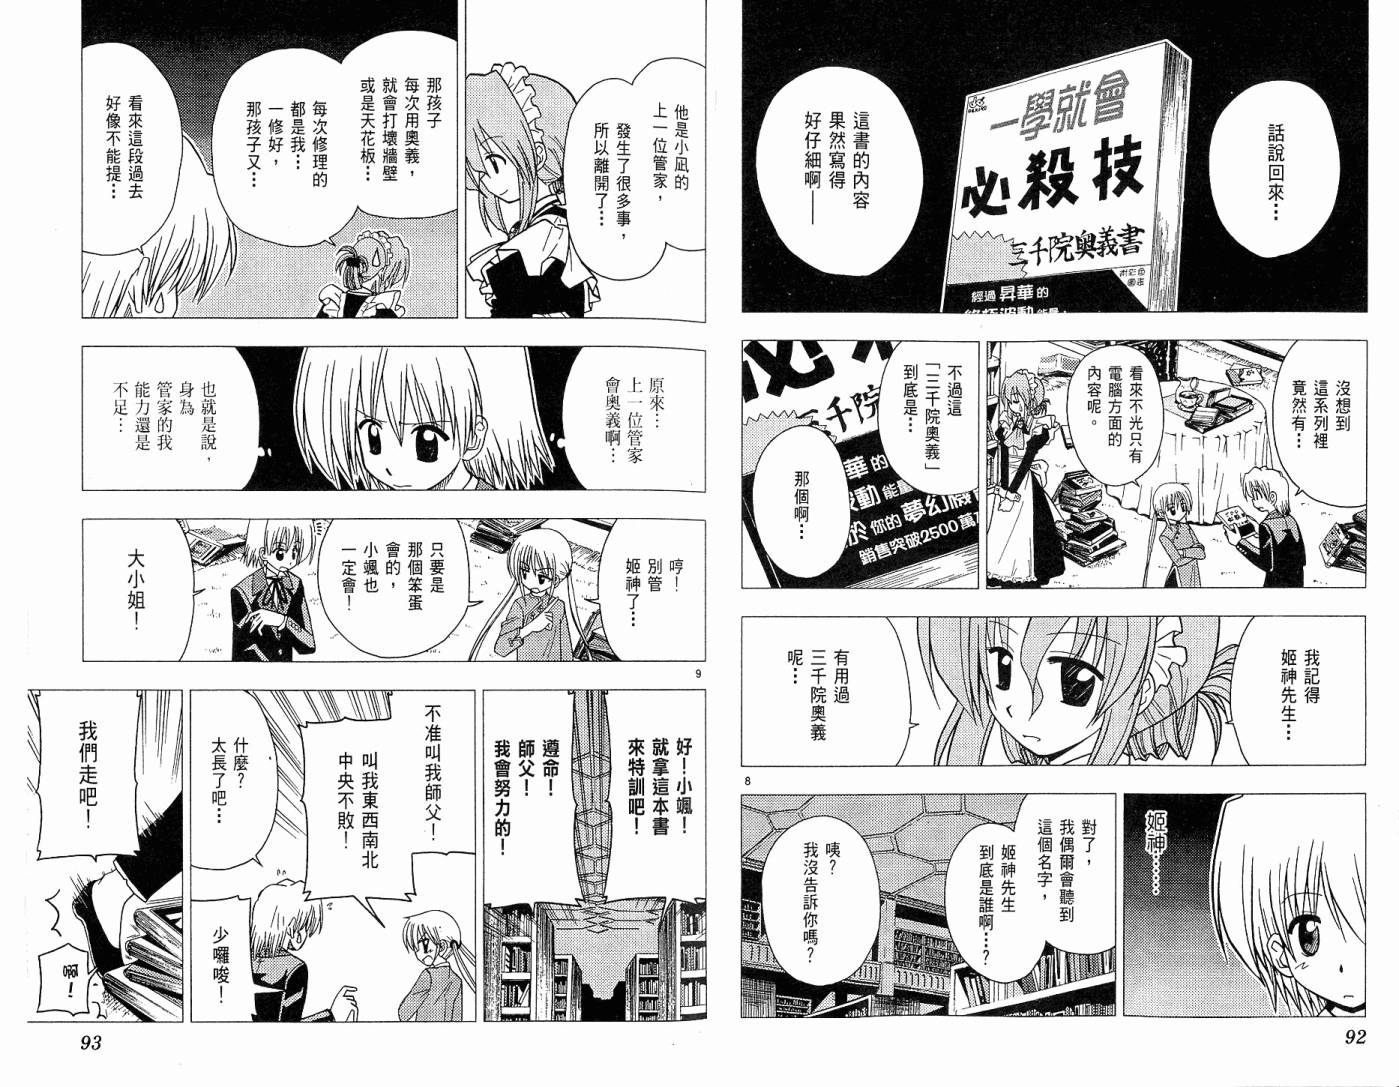 話說回來…
一學就會
必殺技
三千院奧義書
經過昇華的
這書的內容
果然寫得
好仔細啊——
沒想到
這系列裡
竟然有…
看來不光只有
電腦方面的
內容呢。
不過這
「三千院奧義」
到底是…
那個啊…
三千院
華的
動能量
於你的夢幻機
銷售突破2500萬
我記得
姬神先生…
有用過
三千院奧義
呢…
8
姬神………
對了，
我偶爾會聽到
這個名字，
姬神先生
到底是誰啊…？
咦？
我沒告訴你嗎？
92
他是小凪的
上一位管家，
發生了很多事，
所以離開了…
那孩子
每次用奧義，
就會打壞牆壁
或是天花板…
每次修理的
都是我…
一修好，
那孩子又…
看來這段過去
好像不能提…
原來…
上一位管家
會奧義啊…
也就是說，
身為
管家的我
能力還是
不足…
哼！
別管
姬神了…
只要是
那個笨蛋
會的，
小颯也
一定會！
大小姐！
9
好！小颯！
就拿這本書
來特訓吧！
遵命！
師父！
我會努力的！
不准叫我師父！
叫我東西南北
中央不敗！
什麼？
太長了吧…
少囉唆！
我們走吧！
啊！
93